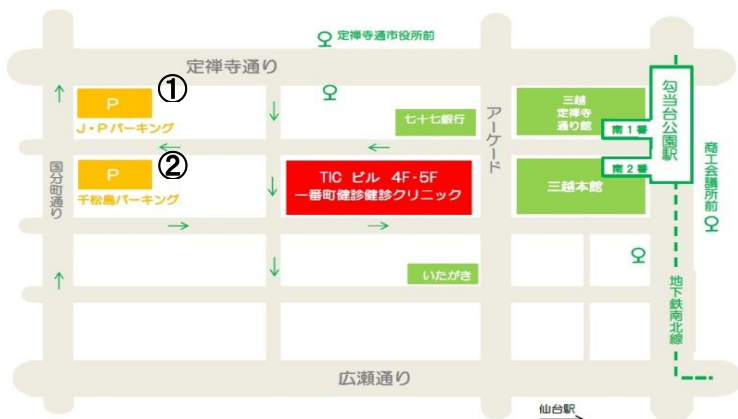 定禅寺通市役所前
定禅寺通り
①
P
J・Pパーキング
七十七銀行
アーケード
三越
定禅寺
通り館
南1番
勾当台公園駅
商工会議所前
国分町通り
②
P
千松島パーキング
TIC ビル 4F・5F
一番町健診健診クリニック
三越本館
南2番
いたがき
地下鉄南北線
広瀬通り
仙台駅